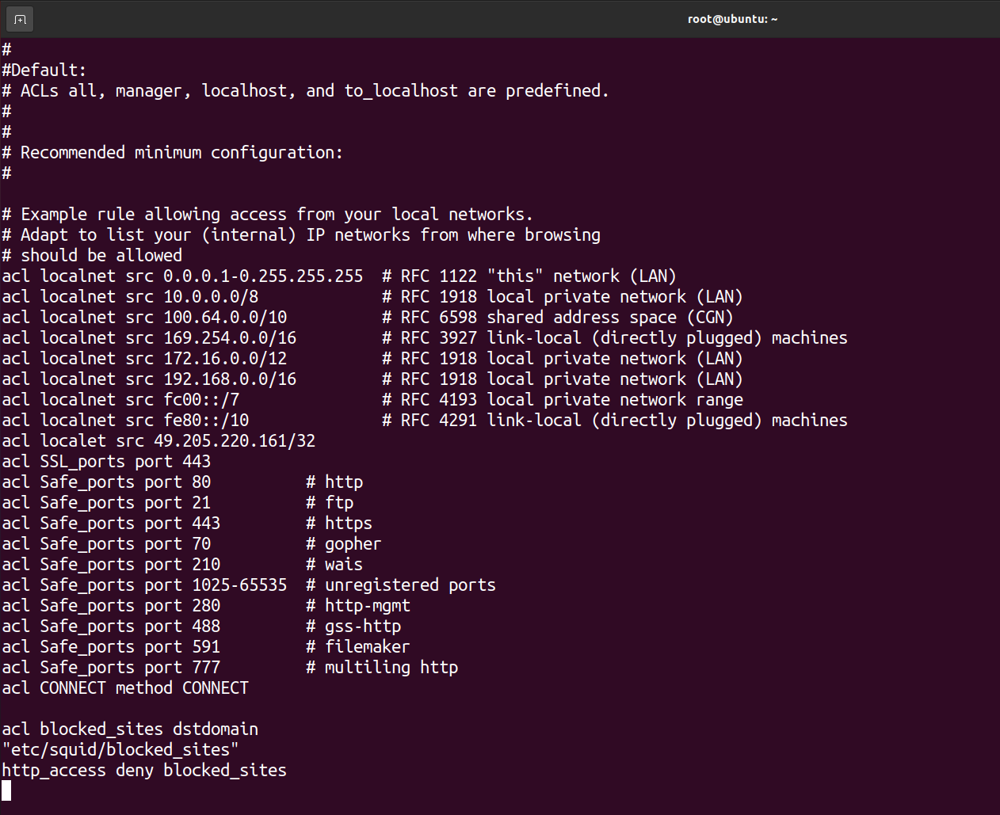 root@ubuntu: ~
#
#Default:
# ACLs all, manager, localhost, and to_localhost are predefined.
#
#
# Recommended minimum configuration:
#
# Example rule allowing access from your local networks.
# Adapt to list your (internal) IP networks from where browsing
# should be allowed
acl localnet src 0.0.0.1-0.255.255.255  # RFC 1122 "this" network (LAN)
acl localnet src 10.0.0.0/8             # RFC 1918 local private network (LAN)
acl localnet src 100.64.0.0/10          # RFC 6598 shared address space (CGN)
acl localnet src 169.254.0.0/16         # RFC 3927 link-local (directly plugged) machines
acl localnet src 172.16.0.0/12          # RFC 1918 local private network (LAN)
acl localnet src 192.168.0.0/16         # RFC 1918 local private network (LAN)
acl localnet src fc00::/7               # RFC 4193 local private network range
acl localnet src fe80::/10              # RFC 4291 link-local (directly plugged) machines
acl localet src 49.205.220.161/32
acl SSL_ports port 443
acl Safe_ports port 80          # http
acl Safe_ports port 21          # ftp
acl Safe_ports port 443         # https
acl Safe_ports port 70          # gopher
acl Safe_ports port 210         # wais
acl Safe_ports port 1025-65535  # unregistered ports
acl Safe_ports port 280         # http-mgmt
acl Safe_ports port 488         # gss-http
acl Safe_ports port 591         # filemaker
acl Safe_ports port 777         # multiling http
acl CONNECT method CONNECT
acl blocked_sites dstdomain
"etc/squid/blocked_sites"
http_access deny blocked_sites